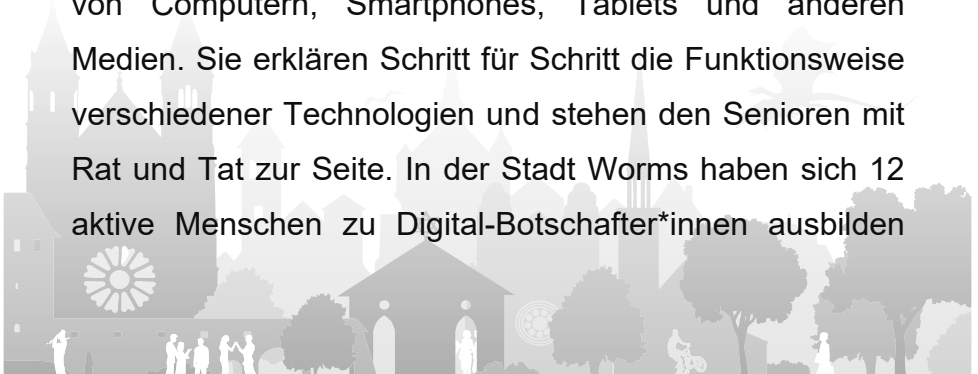 von Computern, Smartphones, Tablets und anderen
Medien. Sie erklären Schritt für Schritt die Funktionsweise
verschiedener Technologien und stehen den Senioren mit
Rat und Tat zur Seite. In der Stadt Worms haben sich 12
aktive Menschen zu Digital-Botschafter*innen ausbilden